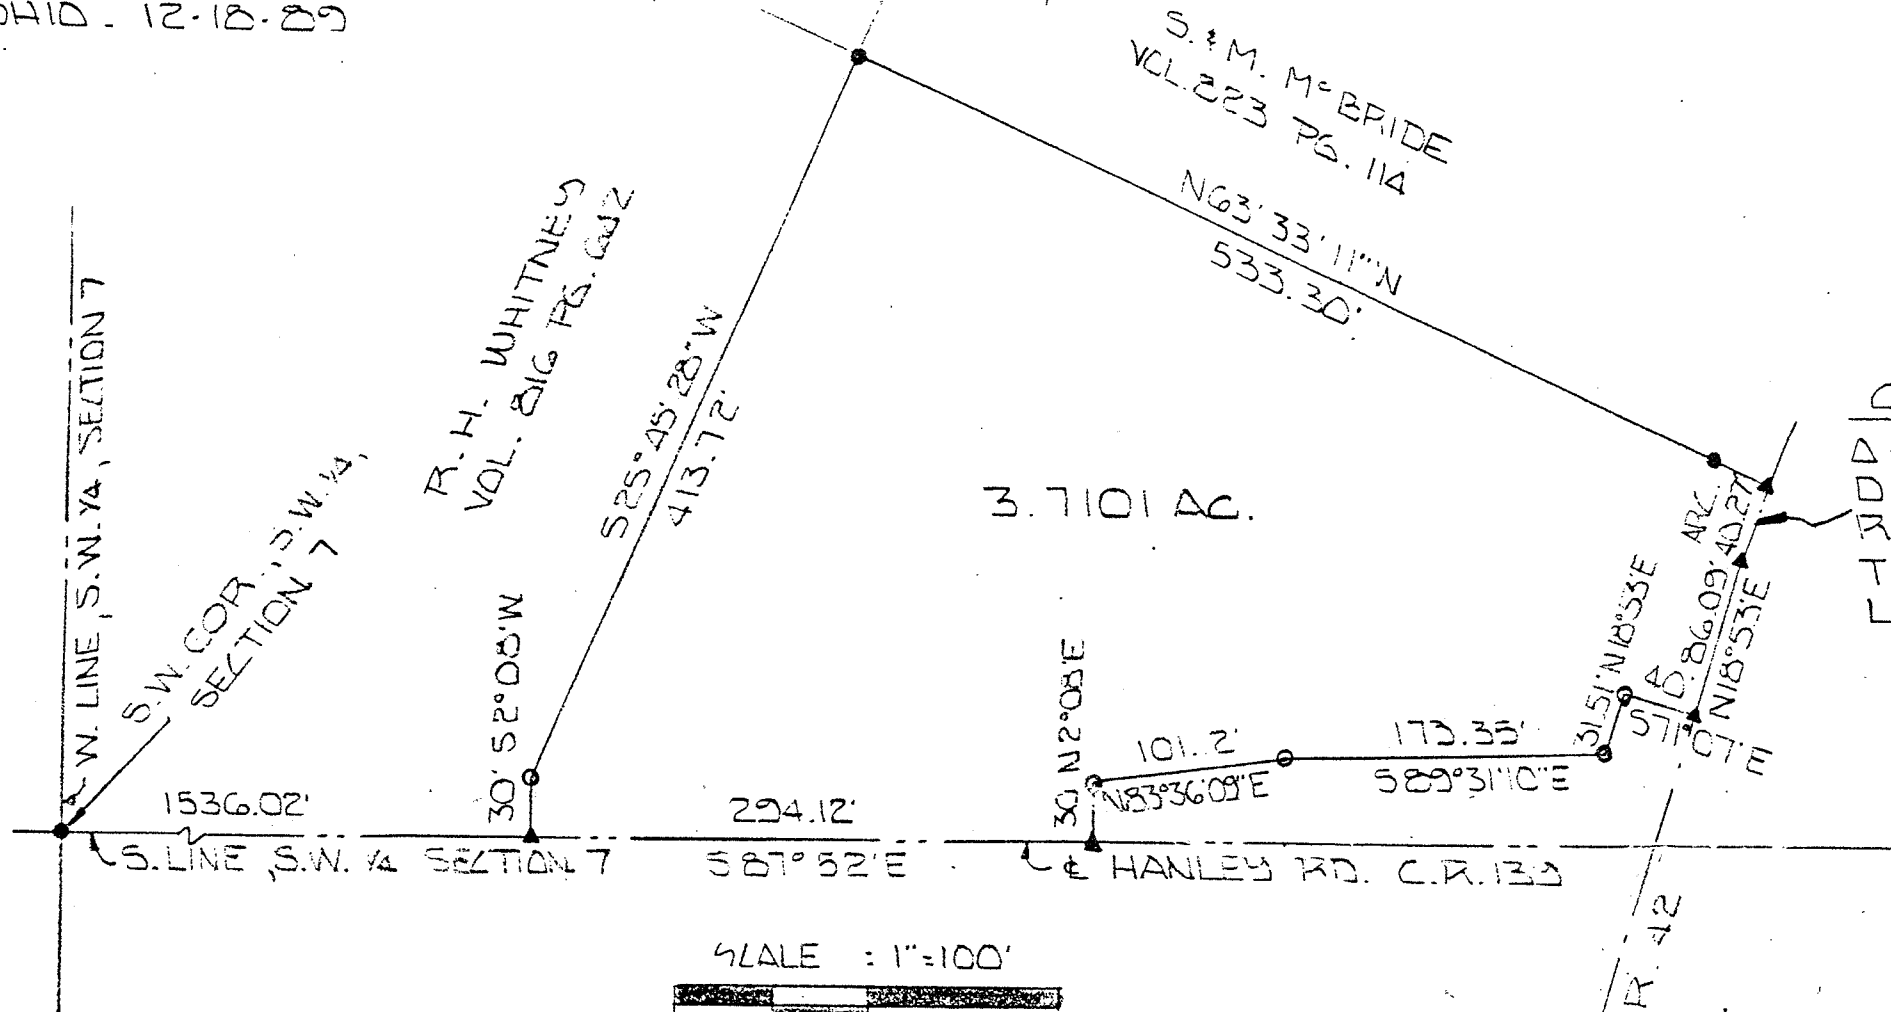 OHIO. 12.18.89
S. & M. McBRIDE
VOL. 823 PG. 114
N63°33'11"W
533.30'
R. H. WHITNEY
VOL. 816 PG.
S25°45'28"W
413.72'
W. LINE, S.W. 1/4, SECTION 7
S.W. COR., S.W. 1/4,
SECTION 7
3.7101 AC.
ARC. 40.27'
86.09'
N18°53'E
31.51' N18°53'E
40.
S71°07'E
30' S2°08'W
30' N2°08'E
101.2'
N83°36'09"E
173.35'
S89°31'10"E
1536.02'
294.12'
S. LINE, S.W. 1/4 SECTION 7
S87°52'E
℄ HANLEY RD. C.R. 139
R. 42
SCALE : 1"=100'
D
D
R
T
L